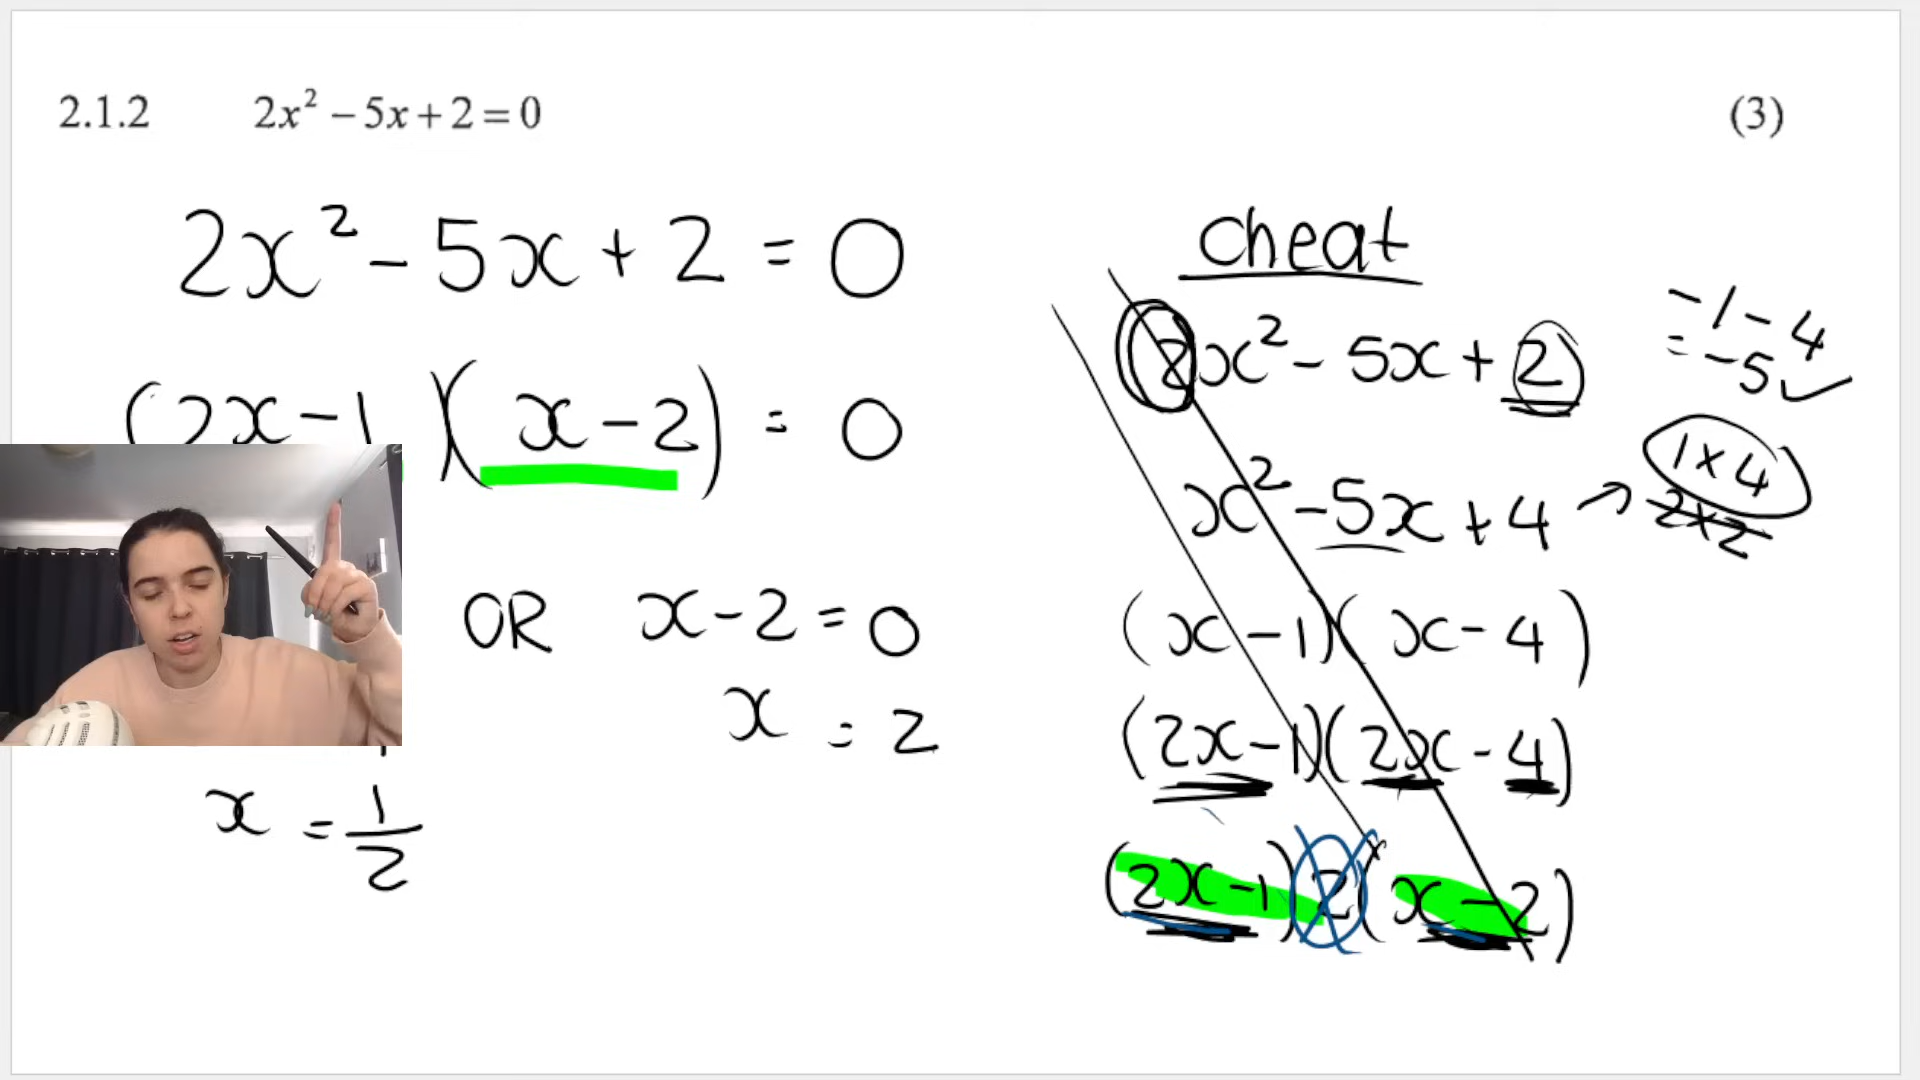 2.1.2 2x² − 5x + 2 = 0 (3)
2x² − 5x + 2 = 0
(2x − 1)(x − 2) = 0
OR x − 2 = 0
x = 2
x = 1/2
cheat
2x² − 5x + 2
x² − 5x + 4 →
(x − 1)(x − 4)
(2x − 1)(2x − 4)
(2x − 1)2(x − 2)
−1 − 4
= −5 ✓
1 × 4
2 × 2